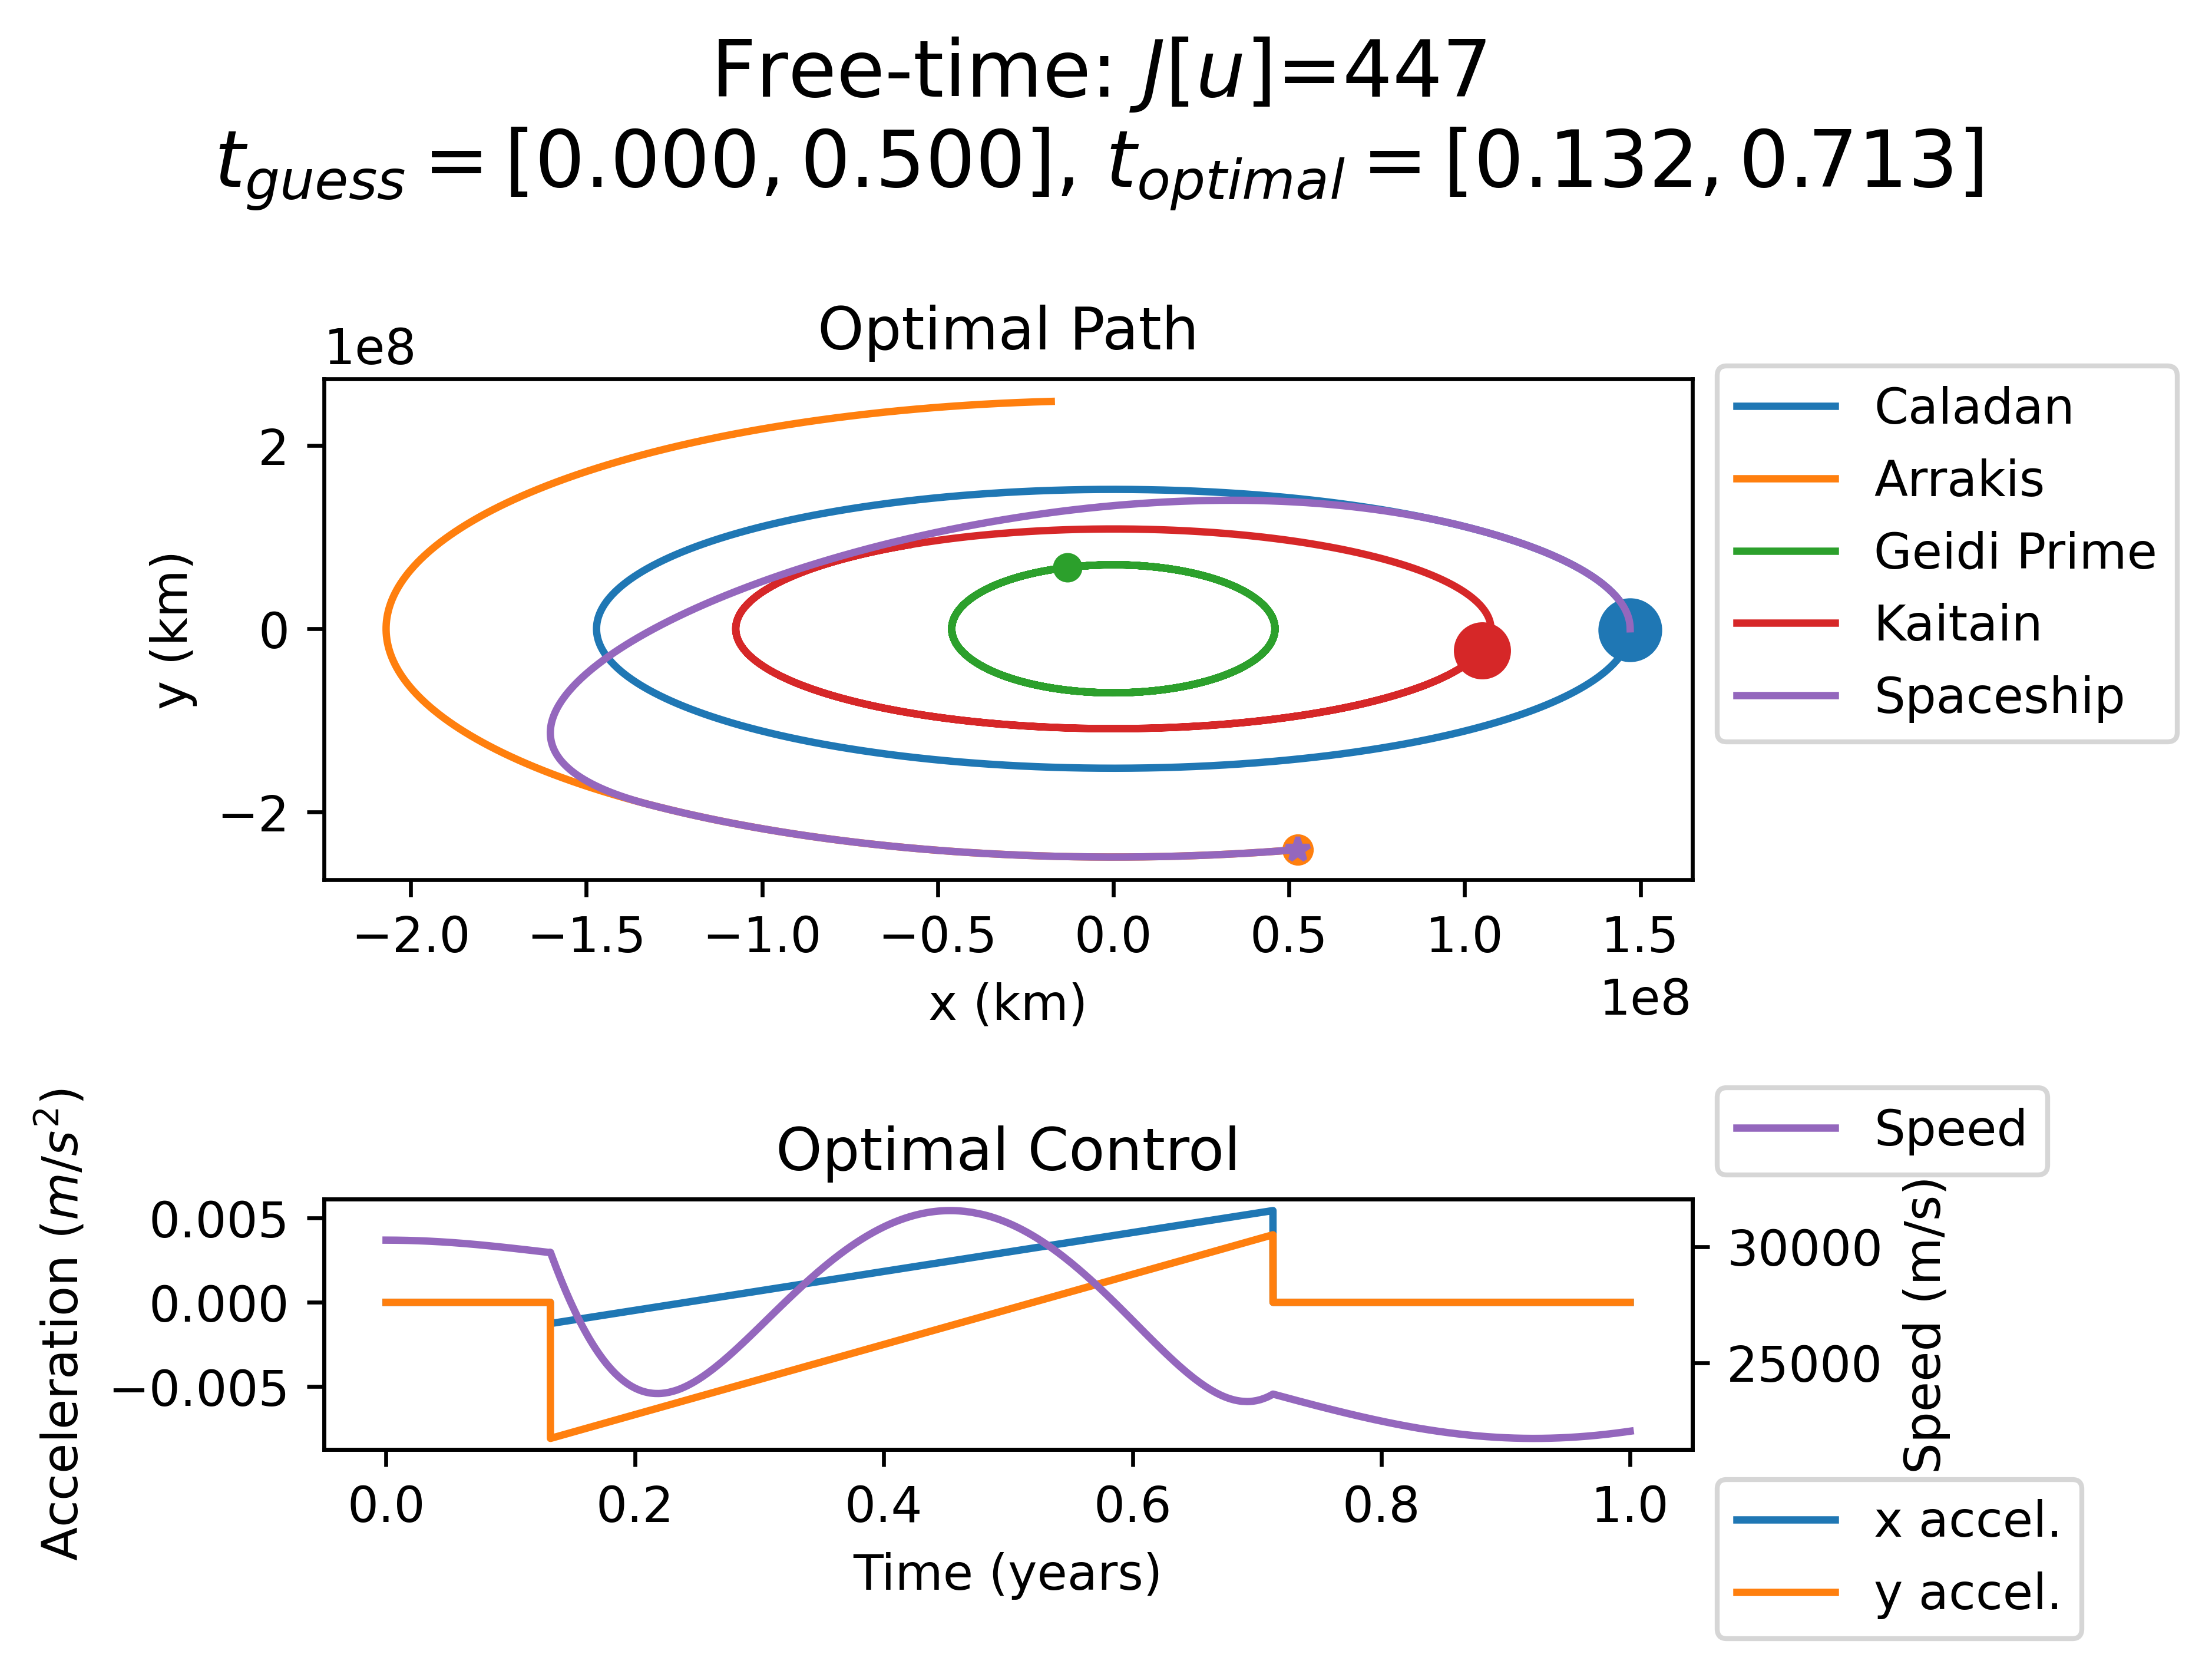 Free-time: J[u]=447
t_guess = [0.000, 0.500], t_optimal = [0.132, 0.713]
Optimal Path
1e8
2
0
−2
y (km)
−2.0 −1.5 −1.0 −0.5 0.0 0.5 1.0 1.5
1e8
x (km)
Caladan
Arrakis
Geidi Prime
Kaitain
Spaceship
Optimal Control
Speed
0.005
0.000
−0.005
Acceleration (m/s²)
30000
25000
Speed (m/s)
0.0 0.2 0.4 0.6 0.8 1.0
Time (years)
x accel.
y accel.